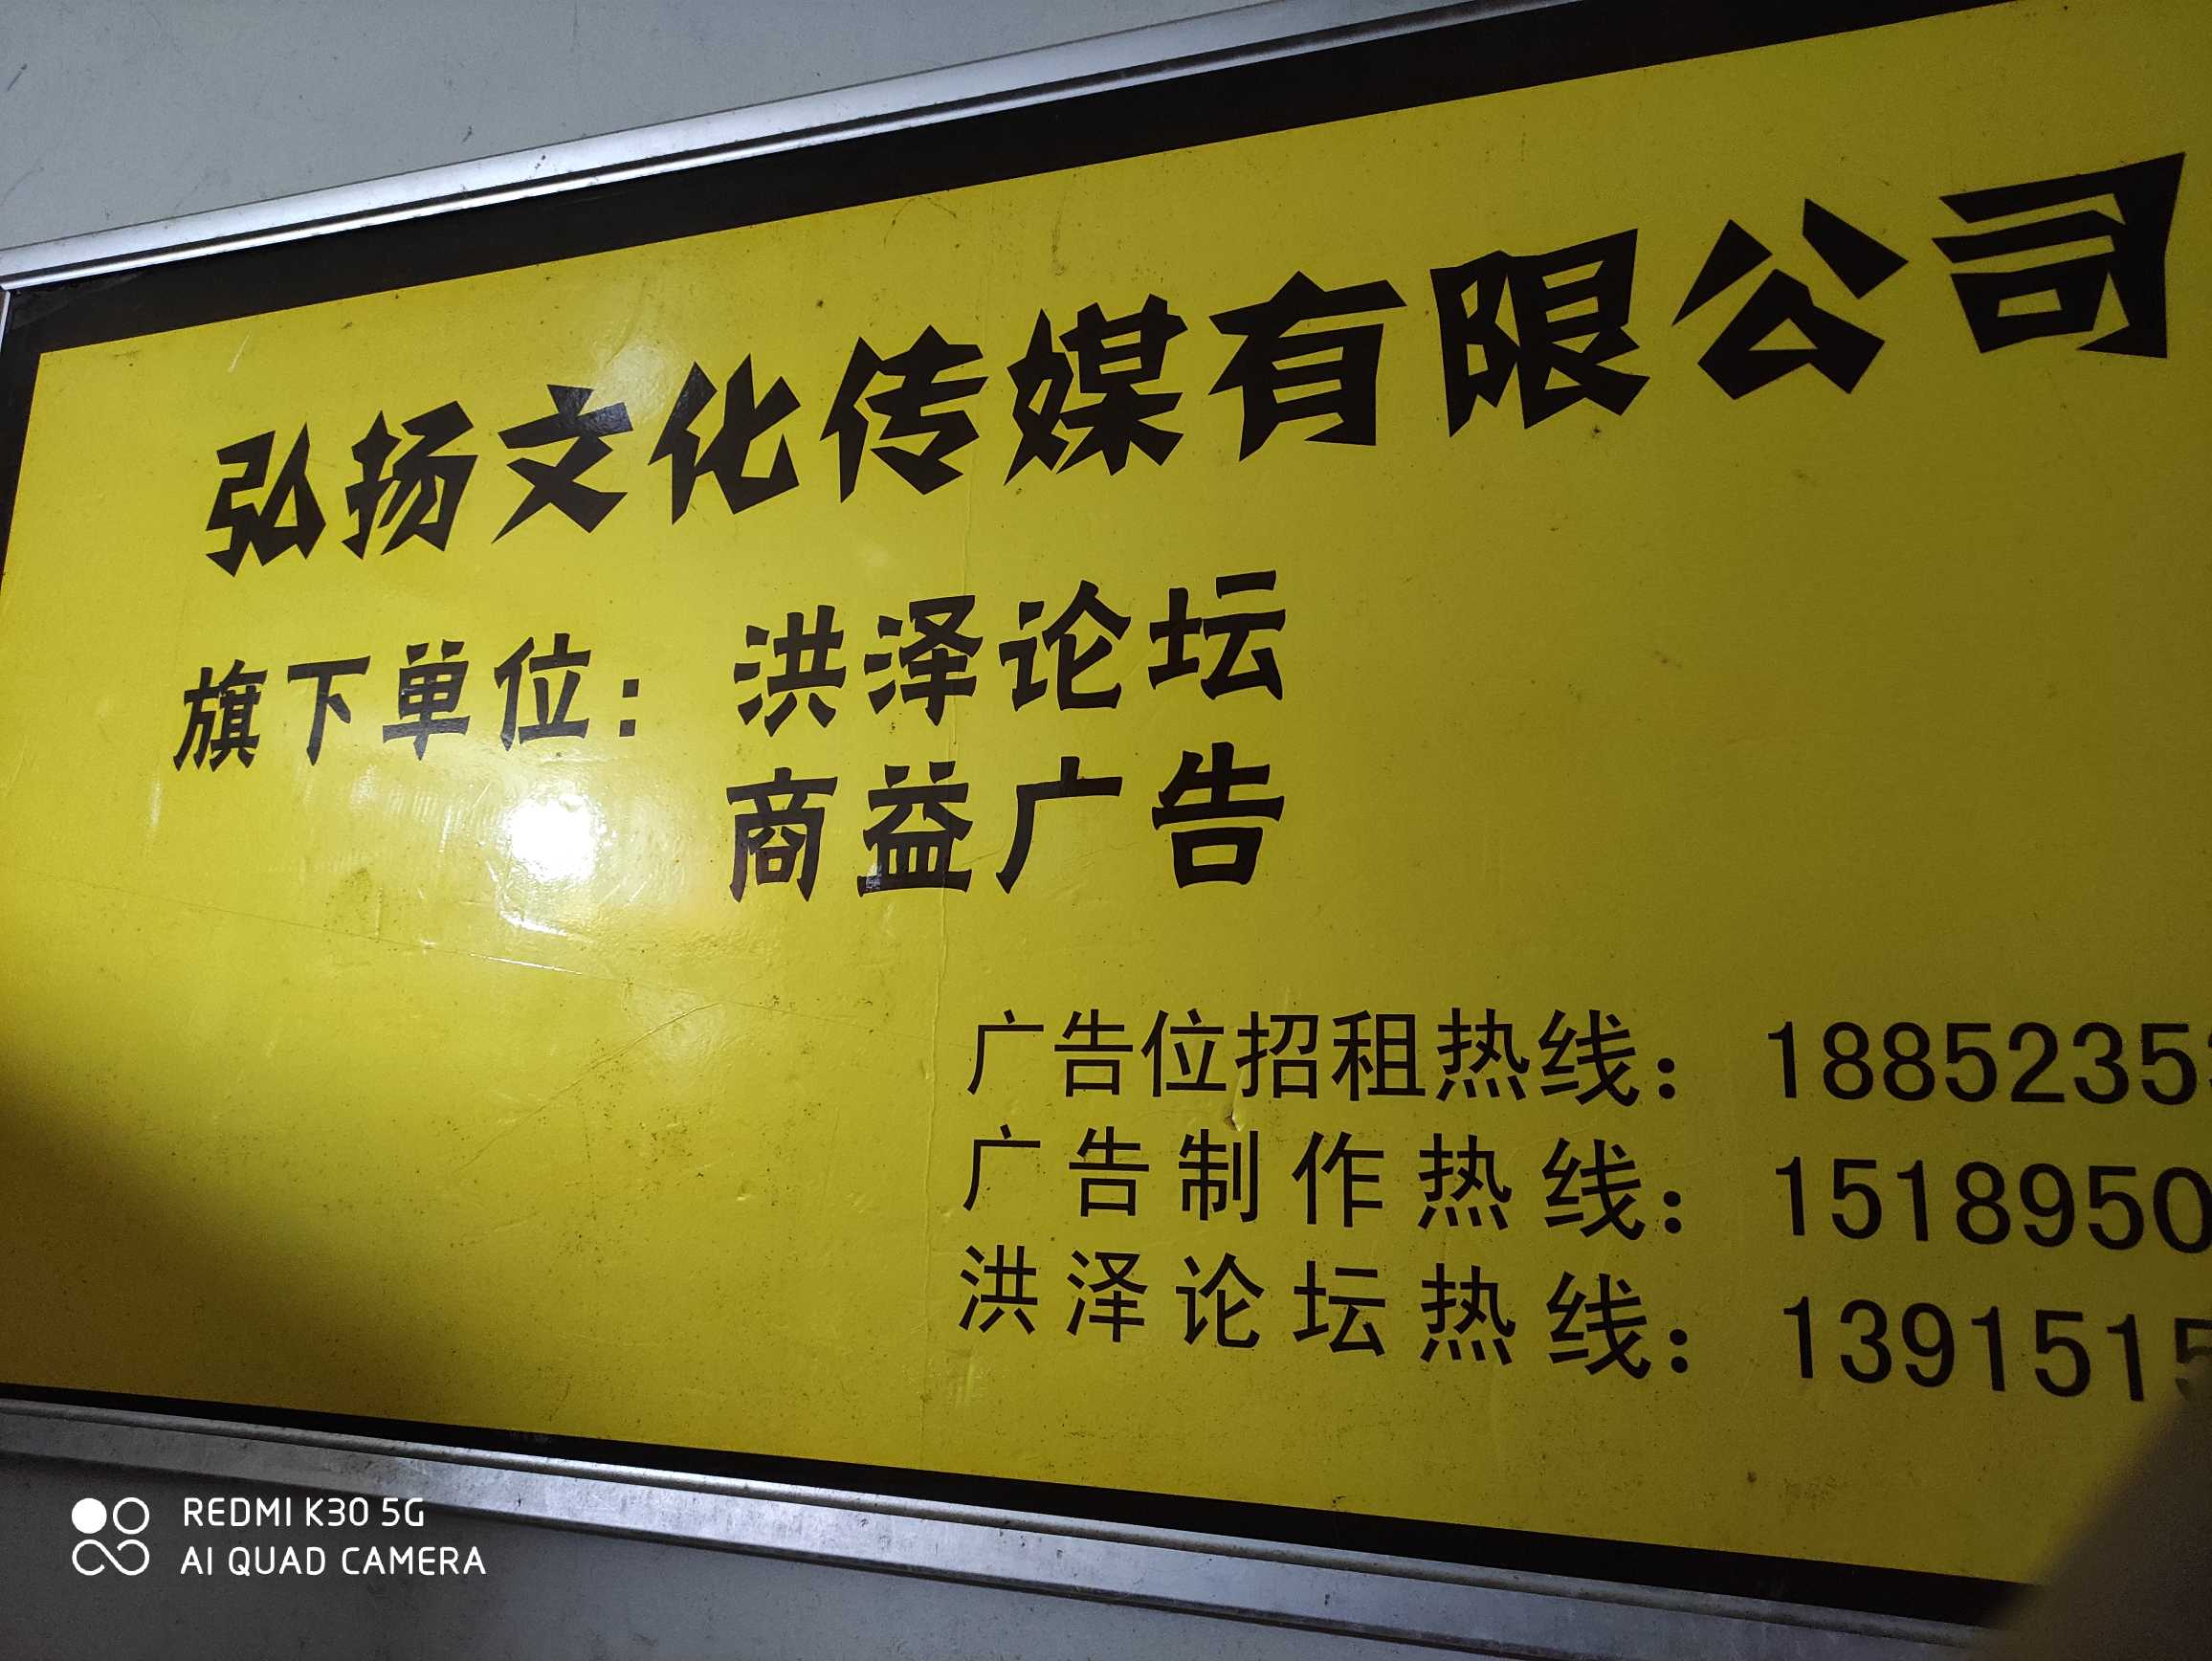 弘扬文化传媒有限公司
旗下单位：洪泽论坛
商益广告
广告位招租热线：1885235
广告制作热线：1518950
洪泽论坛热线：1391515
REDMI K30 5G
AI QUAD CAMERA